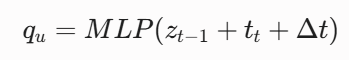 q_u = MLP(z_{t-1} + t_t + Δt)